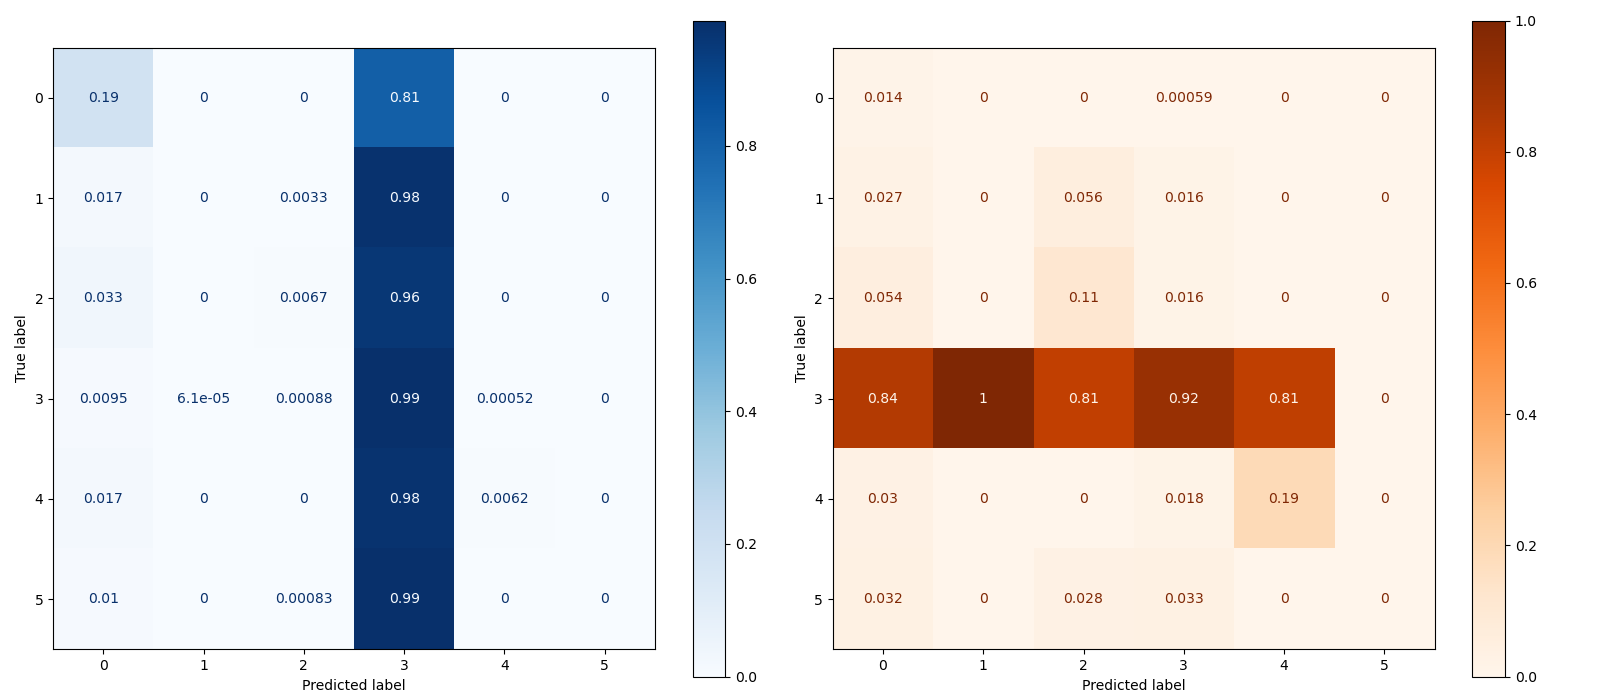 0 0.19 0 0 0.81 0 0
1 0.017 0 0.0033 0.98 0 0
2 0.033 0 0.0067 0.96 0 0
3 0.0095 6.1e-05 0.00088 0.99 0.00052 0
4 0.017 0 0 0.98 0.0062 0
5 0.01 0 0.00083 0.99 0 0
0 1 2 3 4 5
True label
Predicted label
0.8
0.6
0.4
0.2
0.0
0 0.014 0 0 0.00059 0 0
1 0.027 0 0.056 0.016 0 0
2 0.054 0 0.11 0.016 0 0
3 0.84 1 0.81 0.92 0.81 0
4 0.03 0 0 0.018 0.19 0
5 0.032 0 0.028 0.033 0 0
0 1 2 3 4 5
True label
Predicted label
1.0
0.8
0.6
0.4
0.2
0.0